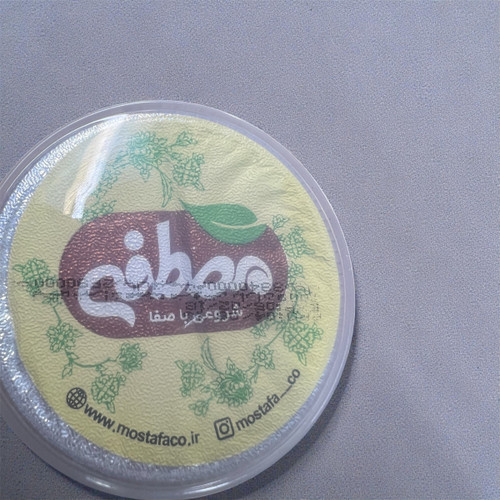 مصطفی
شروعی با صفا
www.mostafaco.ir
mostafa__co